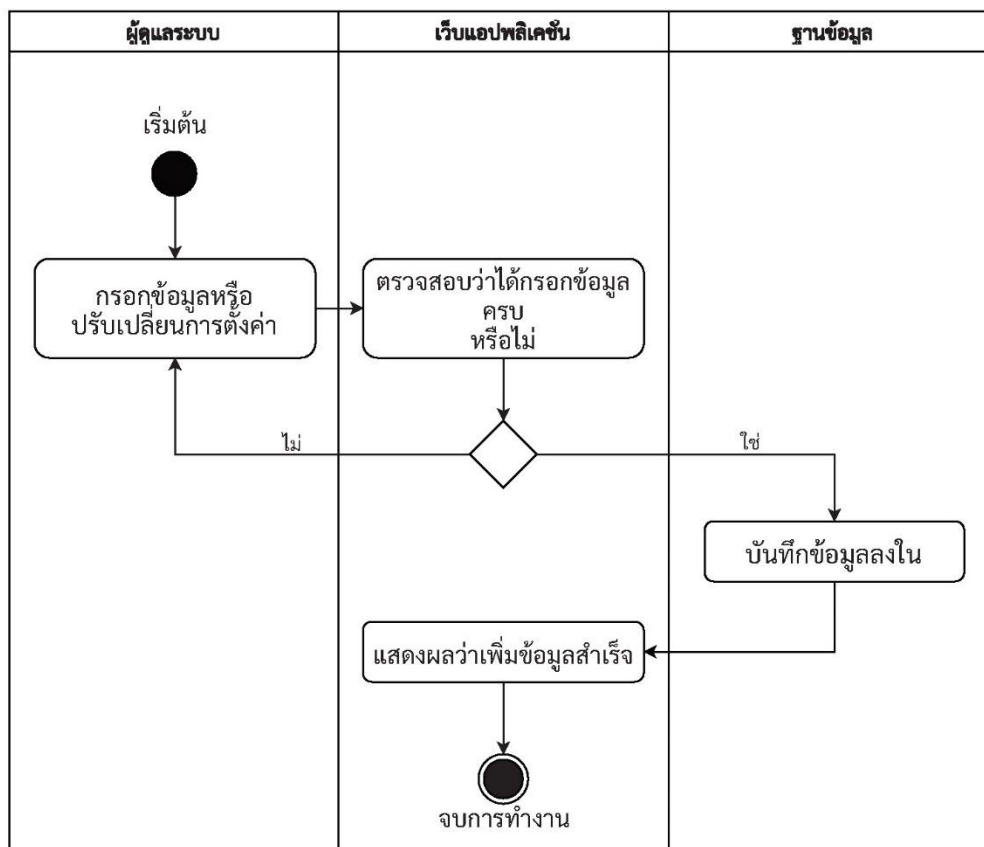 ผู้ดูแลระบบ
เว็บแอปพลิเคชั่น
ฐานข้อมูล
เริ่มต้น
กรอกข้อมูลหรือ
ปรับเปลี่ยนการตั้งค่า
ตรวจสอบว่าได้กรอกข้อมูล
ครบ
หรือไม่
ไม่
ใช่
บันทึกข้อมูลลงใน
แสดงผลว่าเพิ่มข้อมูลสำเร็จ
จบการทำงาน